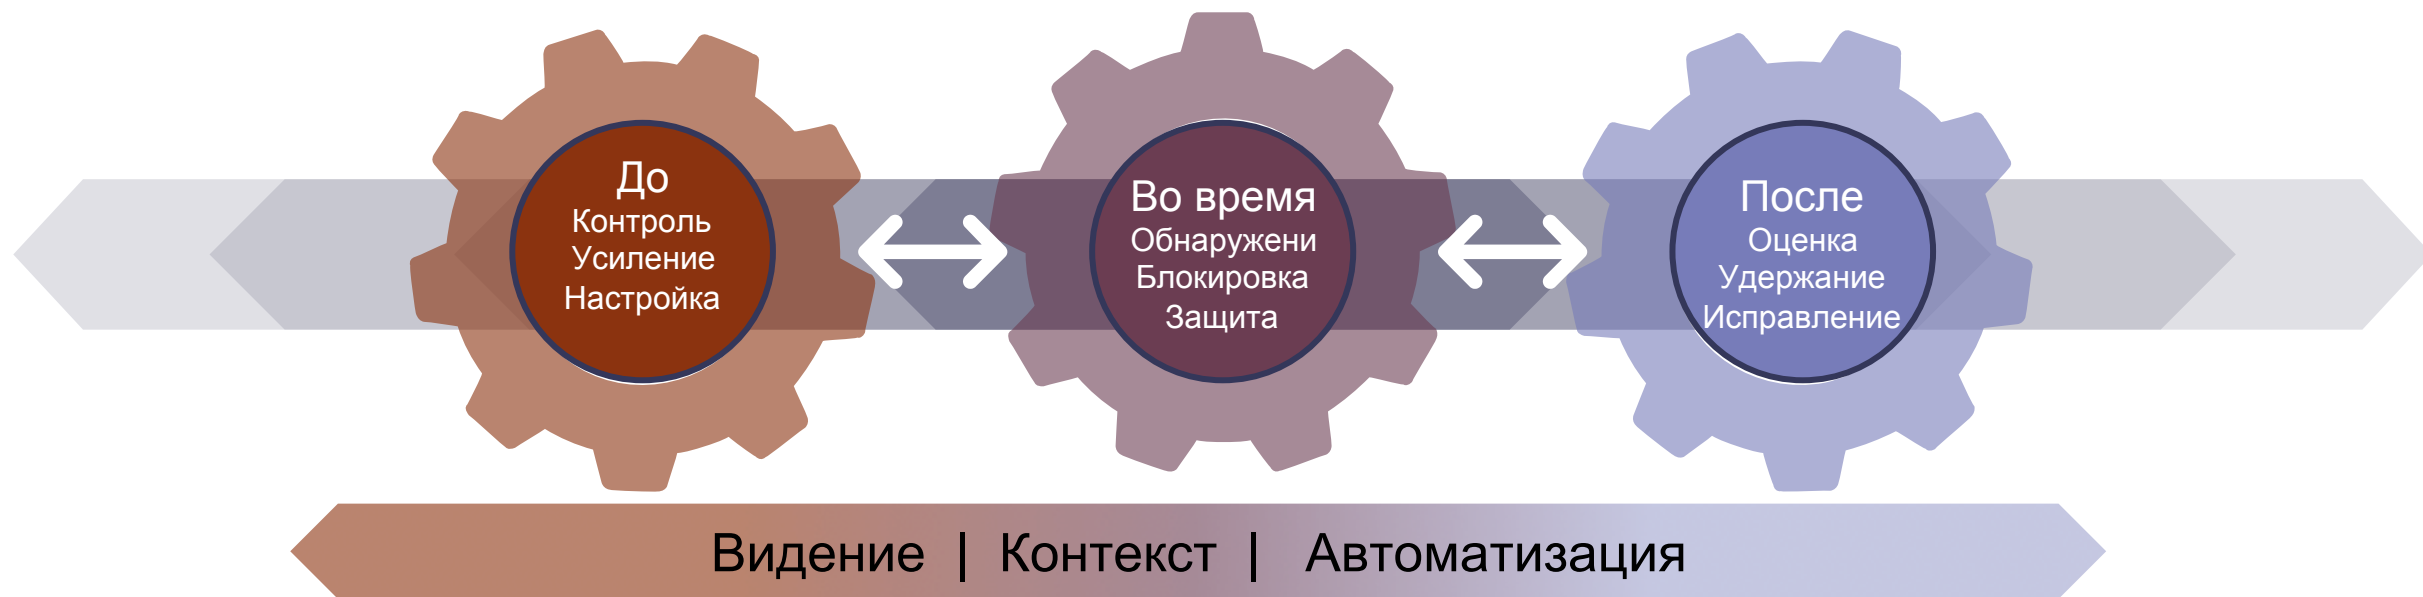 До
Контроль
Усиление
Настройка
Во время
Обнаружени
Блокировка
Защита
После
Оценка
Удержание
Исправление
Видение | Контекст | Автоматизация